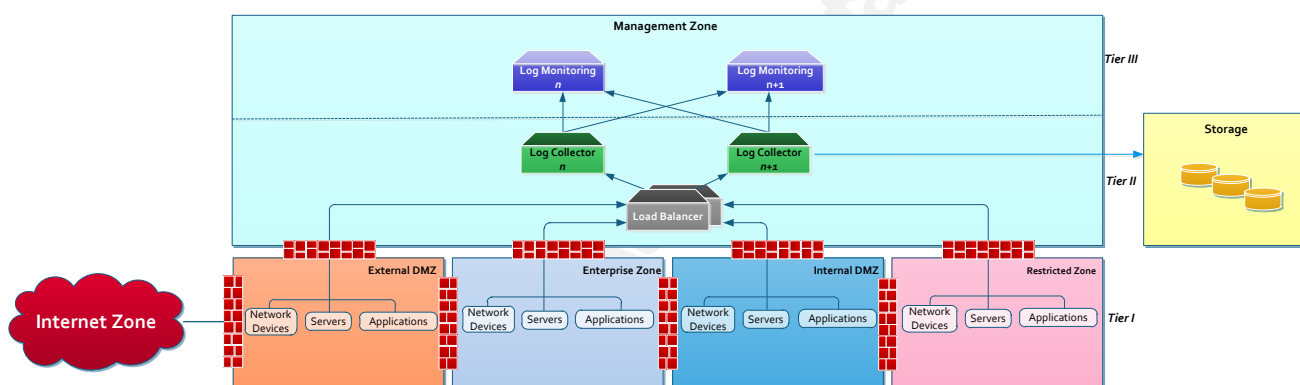 Management Zone
Tier III
Log Monitoring
n
Log Monitoring
n+1
Storage
Log Collector
n
Log Collector
n+1
Tier II
Load Balancer
External DMZ
Enterprise Zone
Internal DMZ
Restricted Zone
Internet Zone
Network
Devices
Servers
Applications
Network
Devices
Servers
Applications
Network
Devices
Servers
Applications
Network
Devices
Servers
Applications
Tier I